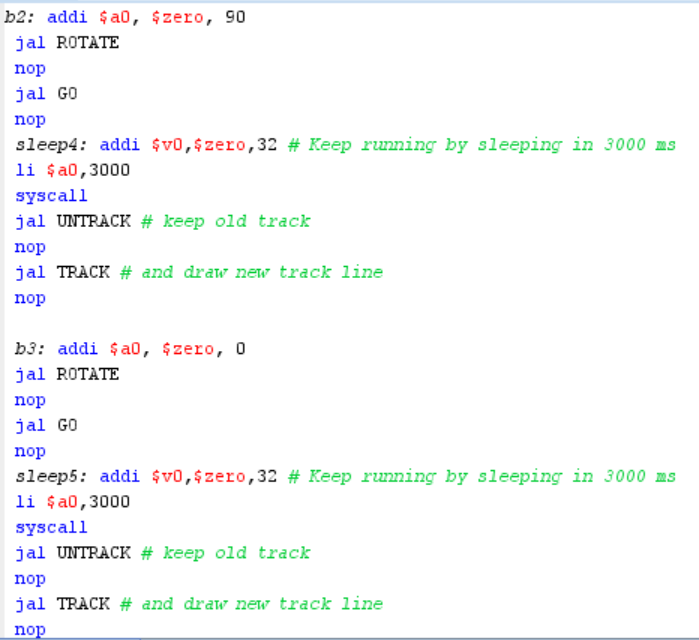 b2: addi $a0, $zero, 90
jal ROTATE
nop
jal GO
nop
sleep4: addi $v0,$zero,32 # Keep running by sleeping in 3000 ms
li $a0,3000
syscall
jal UNTRACK # keep old track
nop
jal TRACK # and draw new track line
nop
b3: addi $a0, $zero, 0
jal ROTATE
nop
jal GO
nop
sleep5: addi $v0,$zero,32 # Keep running by sleeping in 3000 ms
li $a0,3000
syscall
jal UNTRACK # keep old track
nop
jal TRACK # and draw new track line
nop